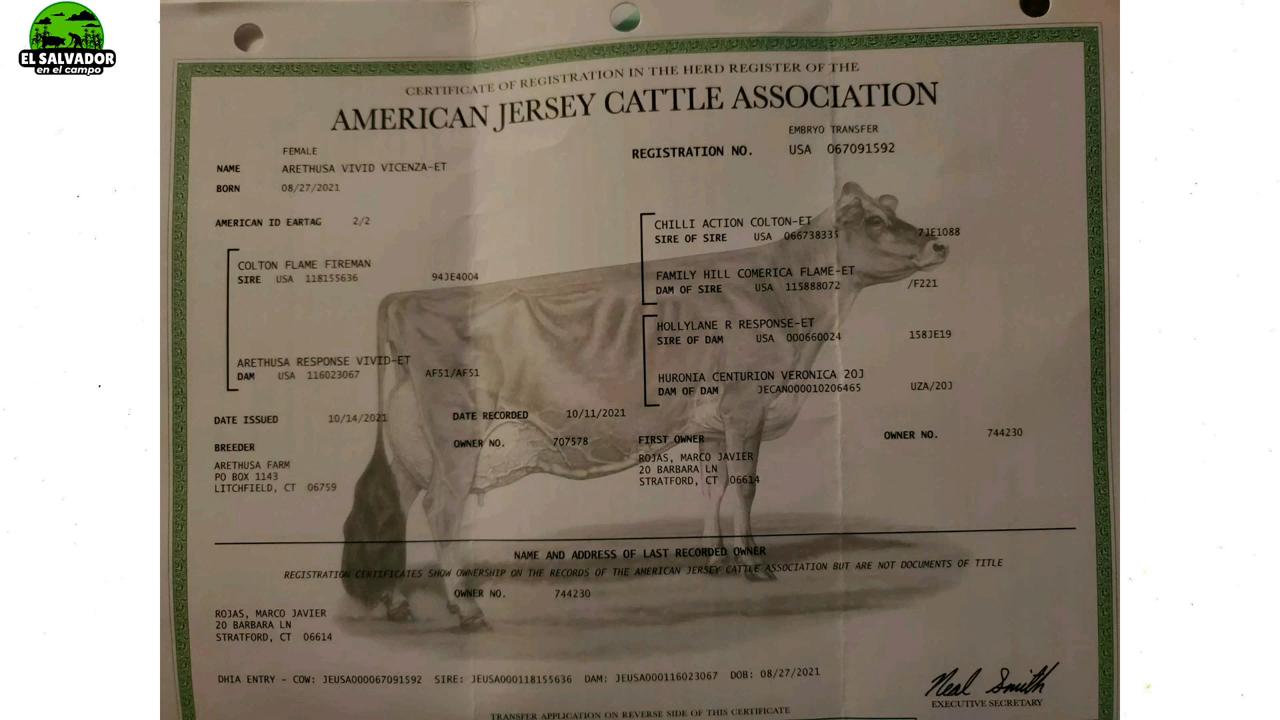 EL SALVADOR
en el campo
CERTIFICATE OF REGISTRATION IN THE HERD REGISTER OF THE
AMERICAN JERSEY CATTLE ASSOCIATION
EMBRYO TRANSFER
FEMALE
REGISTRATION NO. USA 067091592
NAME ARETHUSA VIVID VICENZA-ET
BORN 08/27/2021
AMERICAN ID EARTAG 2/2
CHILLI ACTION COLTON-ET
SIRE OF SIRE USA 066738335 7JE1088
COLTON FLAME FIREMAN
SIRE USA 118155636 94JE4004
FAMILY HILL COMERICA FLAME-ET
DAM OF SIRE USA 115888072 /F221
HOLLYLANE R RESPONSE-ET
SIRE OF DAM USA 000660024 158JE19
ARETHUSA RESPONSE VIVID-ET
DAM USA 116023067 AF51/AF51
HURONIA CENTURION VERONICA 20J
DAM OF DAM JECAN000010206465 UZA/20J
DATE ISSUED 10/14/2021 DATE RECORDED 10/11/2021
BREEDER OWNER NO. 707578 FIRST OWNER OWNER NO. 744230
ARETHUSA FARM
PO BOX 1143
LITCHFIELD, CT 06759
ROJAS, MARCO JAVIER
20 BARBARA LN
STRATFORD, CT 06614
NAME AND ADDRESS OF LAST RECORDED OWNER
REGISTRATION CERTIFICATES SHOW OWNERSHIP ON THE RECORDS OF THE AMERICAN JERSEY CATTLE ASSOCIATION BUT ARE NOT DOCUMENTS OF TITLE
OWNER NO. 744230
ROJAS, MARCO JAVIER
20 BARBARA LN
STRATFORD, CT 06614
DHIA ENTRY - COW: JEUSA000067091592 SIRE: JEUSA000118155636 DAM: JEUSA000116023067 DOB: 08/27/2021
Neal Smith
EXECUTIVE SECRETARY
TRANSFER APPLICATION ON REVERSE SIDE OF THIS CERTIFICATE